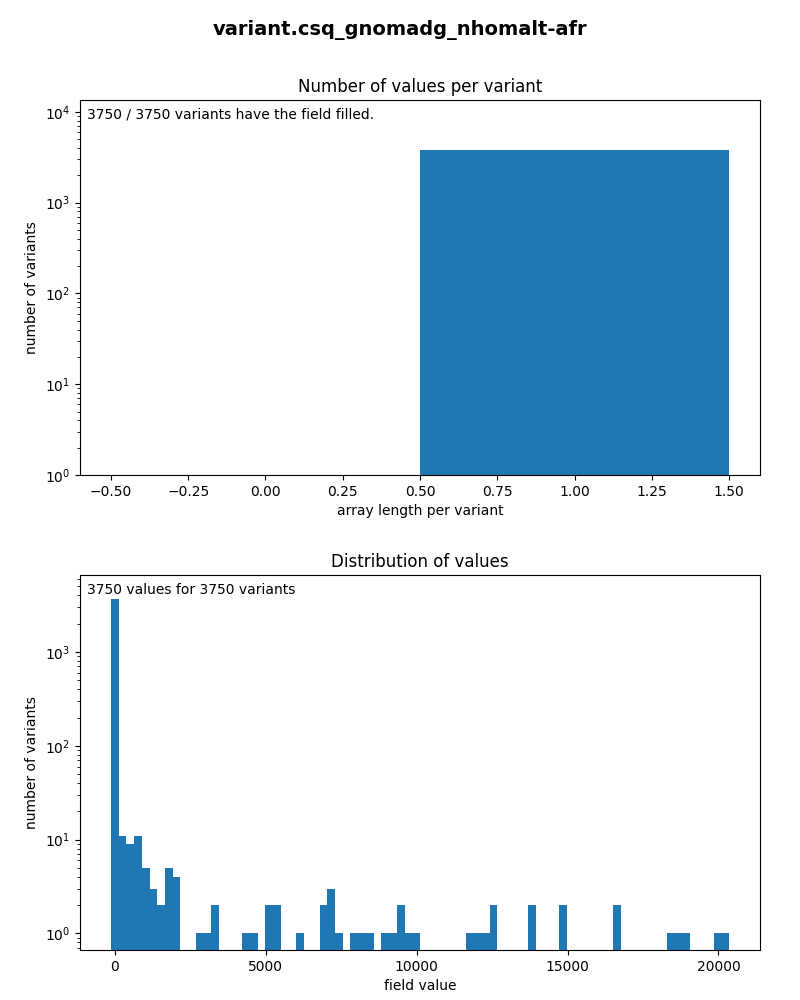 variant.csq_gnomadg_nhomalt-afr
Number of values per variant
3750 / 3750 variants have the field filled.
number of variants
10⁴
10³
10²
10¹
10⁰
−0.50 −0.25 0.00 0.25 0.50 0.75 1.00 1.25 1.50
array length per variant
Distribution of values
3750 values for 3750 variants
number of variants
10³
10²
10¹
10⁰
0 5000 10000 15000 20000
field value